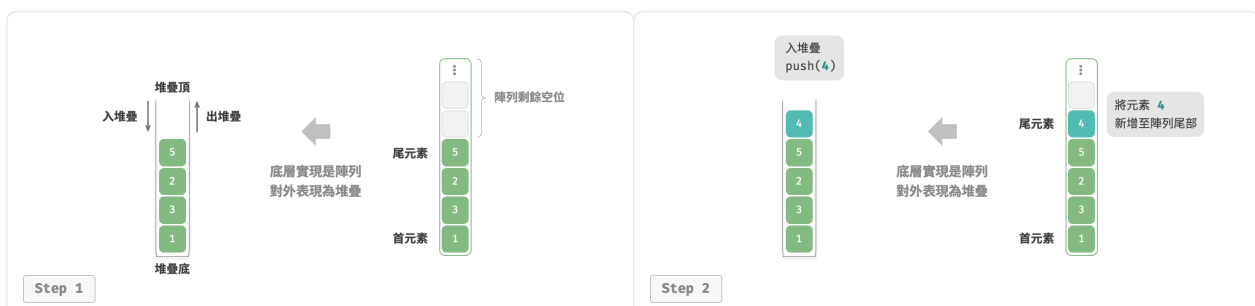 堆疊頂
入堆疊
出堆疊
5
2
3
1
堆疊底
底層實現是陣列
對外表現為堆疊
⋮
陣列剩餘空位
尾元素
5
2
3
首元素
1
Step 1
入堆疊
push(4)
4
5
2
3
1
底層實現是陣列
對外表現為堆疊
⋮
尾元素
4
5
2
3
首元素
1
將元素 4
新增至陣列尾部
Step 2